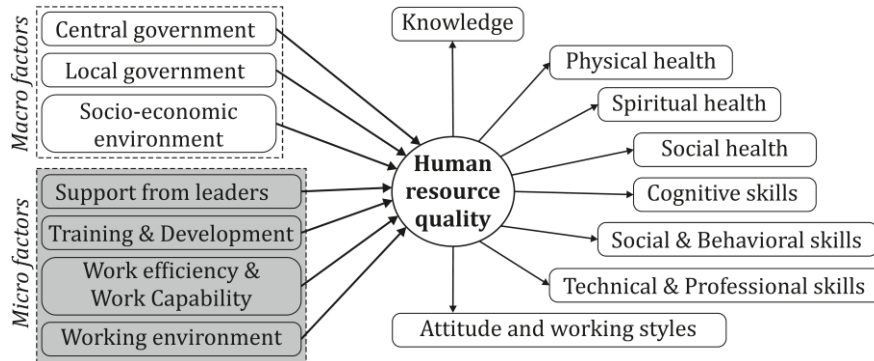 Macro factors
Central government
Local government
Socio-economic
environment
Micro factors
Support from leaders
Training & Development
Work efficiency &
Work Capability
Working environment
Human
resource
quality
Knowledge
Physical health
Spiritual health
Social health
Cognitive skills
Social & Behavioral skills
Technical & Professional skills
Attitude and working styles